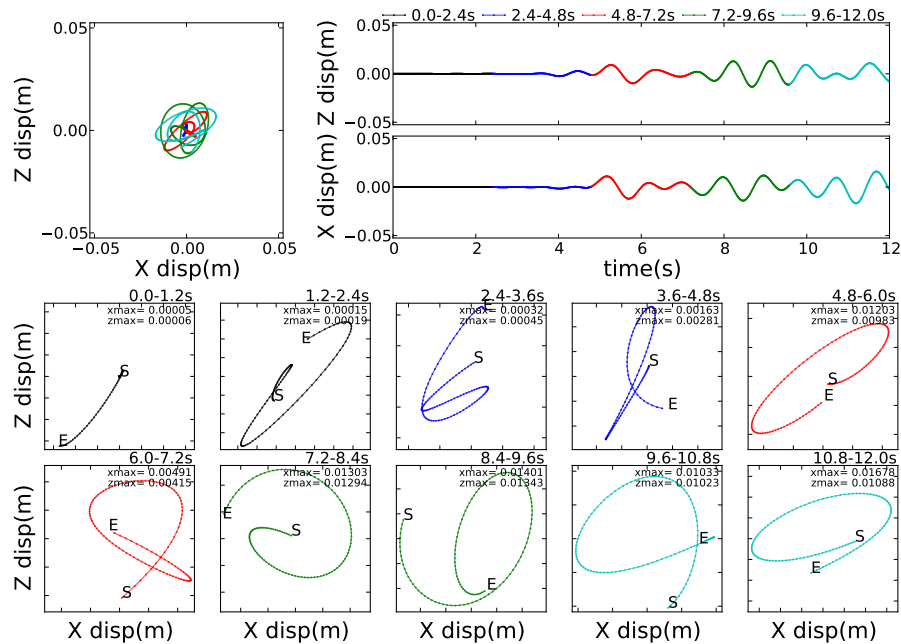 0.0-2.4s 2.4-4.8s 4.8-7.2s 7.2-9.6s 9.6-12.0s
0.05
0.00
−0.05
Z disp(m)
−0.05 0.00 0.05
X disp(m)
0.05
0.00
−0.05
Z disp(m)
0.05
0.00
−0.05
X disp(m)
0 2 4 6 8 10 12
time(s)
0.0-1.2s
xmax= 0.00005
zmax= 0.00006
S
E
1.2-2.4s
xmax= 0.00015
zmax= 0.00019
E
S
2.4-3.6s
xmax= 0.00032
zmax= 0.00045
E
S
3.6-4.8s
xmax= 0.00163
zmax= 0.00281
S
E
4.8-6.0s
xmax= 0.01203
zmax= 0.00983
S
E
Z disp(m)
6.0-7.2s
xmax= 0.00491
zmax= 0.00415
E
S
7.2-8.4s
xmax= 0.01303
zmax= 0.01294
E
S
8.4-9.6s
xmax= 0.01401
zmax= 0.01343
S
E
9.6-10.8s
xmax= 0.01033
zmax= 0.01023
E
S
10.8-12.0s
xmax= 0.01678
zmax= 0.01088
S
E
Z disp(m)
X disp(m) X disp(m) X disp(m) X disp(m) X disp(m)